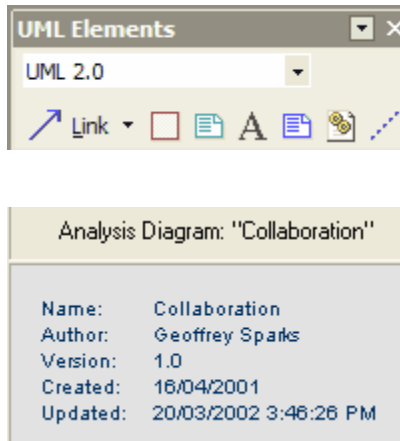 UML Elements
UML 2.0
Link
A
Analysis Diagram: "Collaboration"
Name: Collaboration
Author: Geoffrey Sparks
Version: 1.0
Created: 16/04/2001
Updated: 20/03/2002 3:46:26 PM